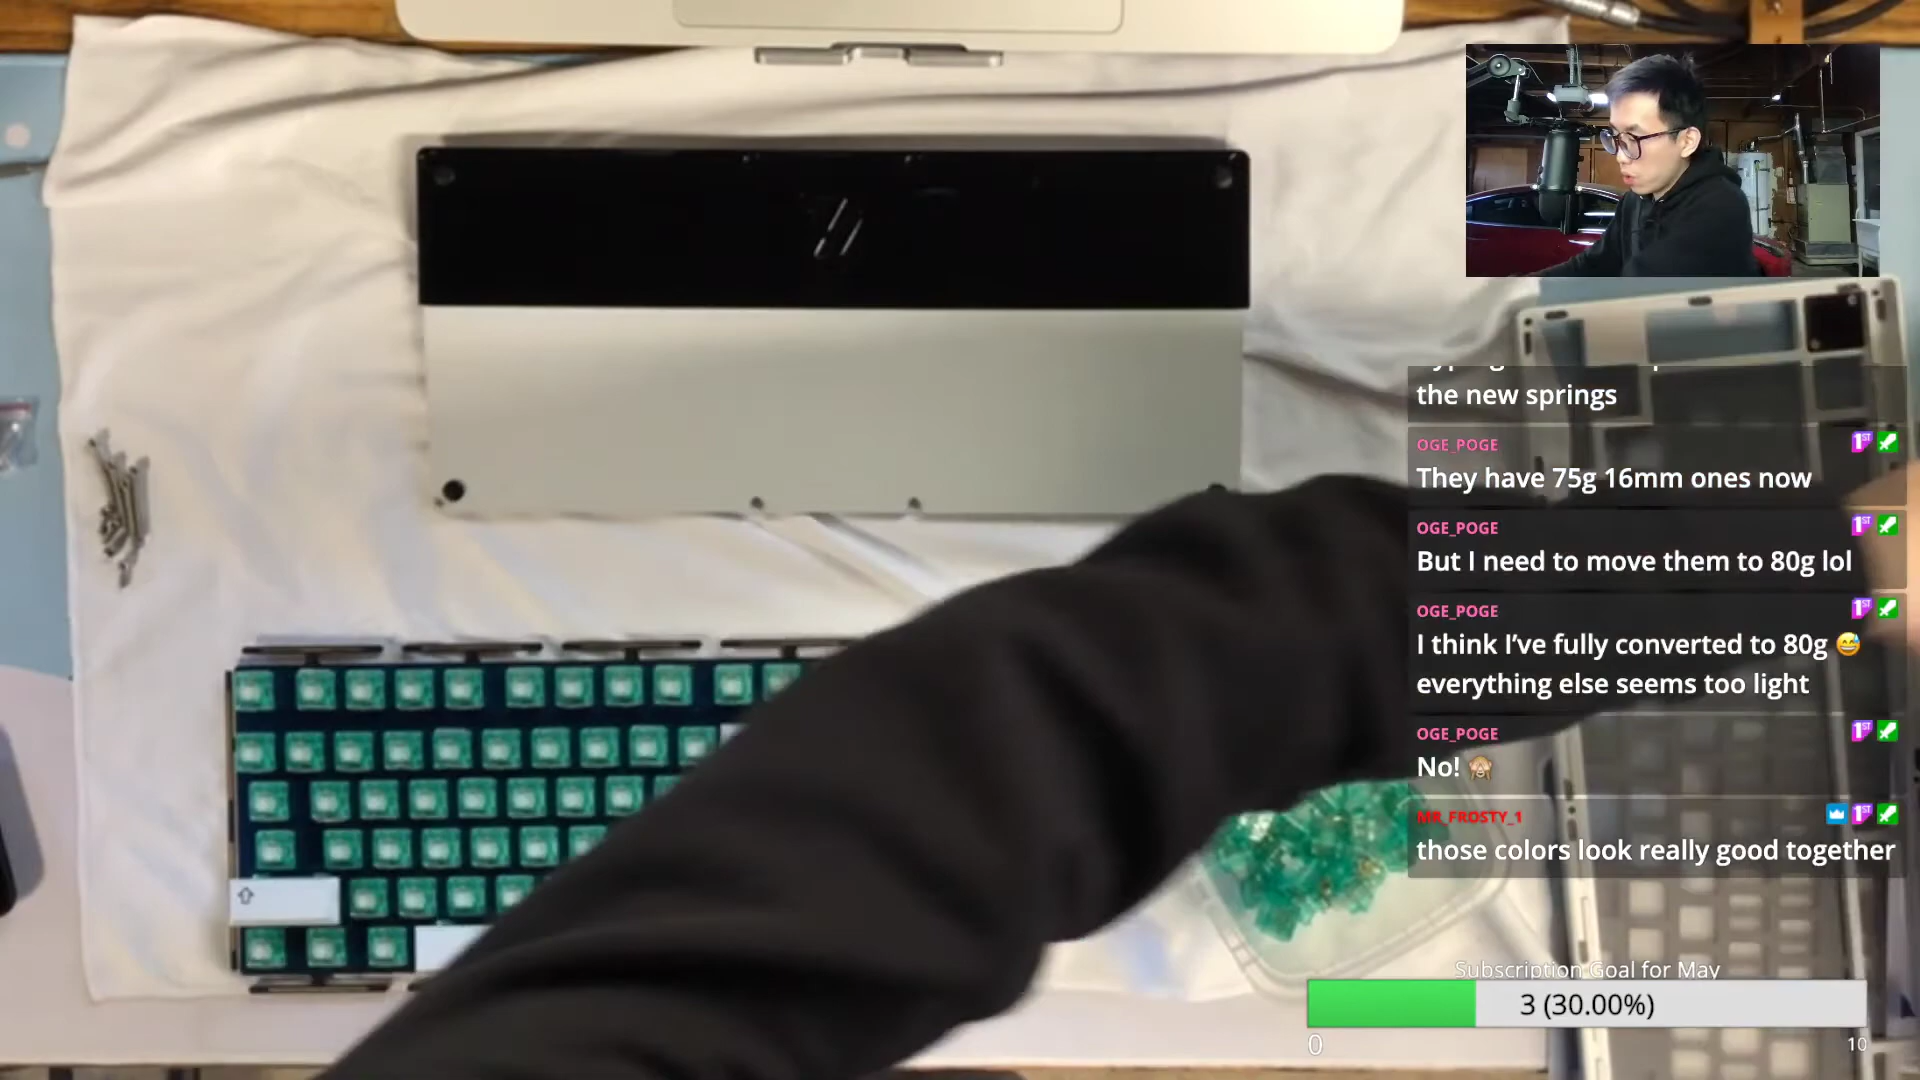 the new springs
OGE_POGE
They have 75g 16mm ones now
OGE_POGE
But I need to move them to 80g lol
OGE_POGE
I think I’ve fully converted to 80g 😅
everything else seems too light
OGE_POGE
No! 🙈
MR_FROSTY_1
those colors look really good together
Subscription Goal for May
3 (30.00%)
0
10